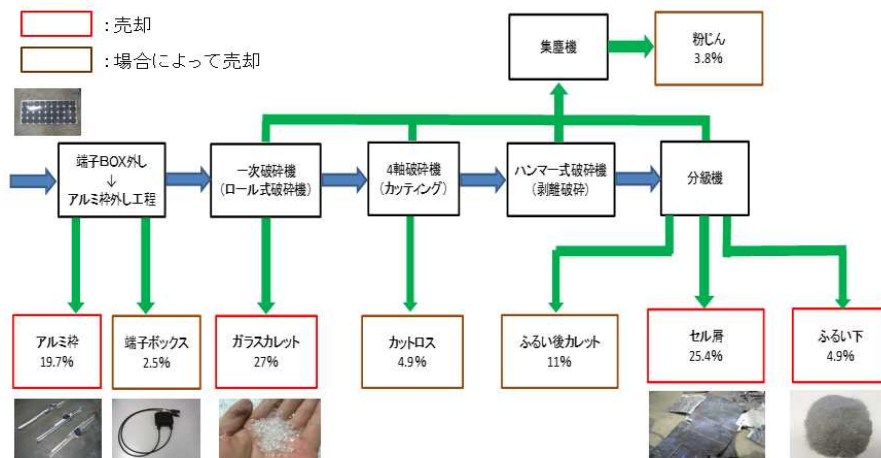 ：売却
：場合によって売却
集塵機
粉じん
3.8%
端子BOX外し
↓
アルミ枠外し工程
一次破砕機
(ロール式破砕機)
4軸破砕機
(カッティング)
ハンマー式破砕機
(剥離破砕)
分級機
アルミ枠
19.7%
端子ボックス
2.5%
ガラスカレット
27%
カットロス
4.9%
ふるい後カレット
11%
セル屑
25.4%
ふるい下
4.9%